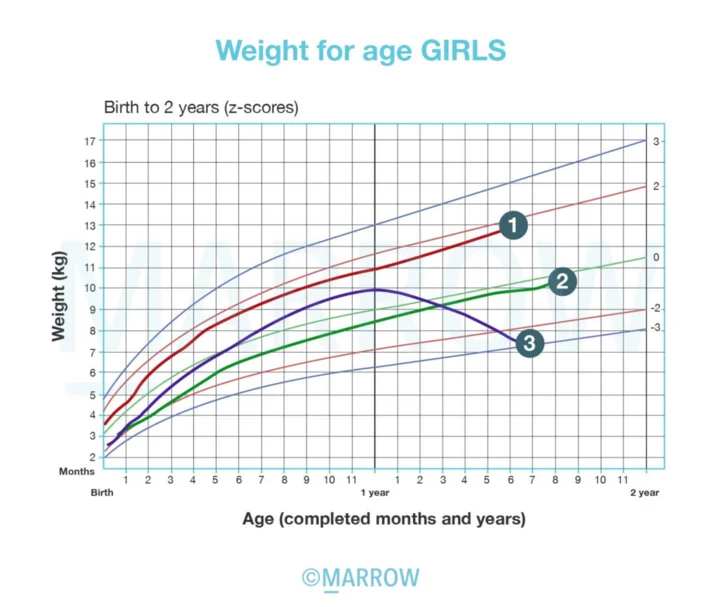 Weight for age GIRLS
Birth to 2 years (z-scores)
17
16
15
14
13
12
11
10
9
8
7
6
5
4
3
2
Weight (kg)
3
2
0
-2
-3
1
2
3
MARROW
Months
1 2 3 4 5 6 7 8 9 10 11 1 2 3 4 5 6 7 8 9 10 11
Birth 1 year 2 year
Age (completed months and years)
©MARROW